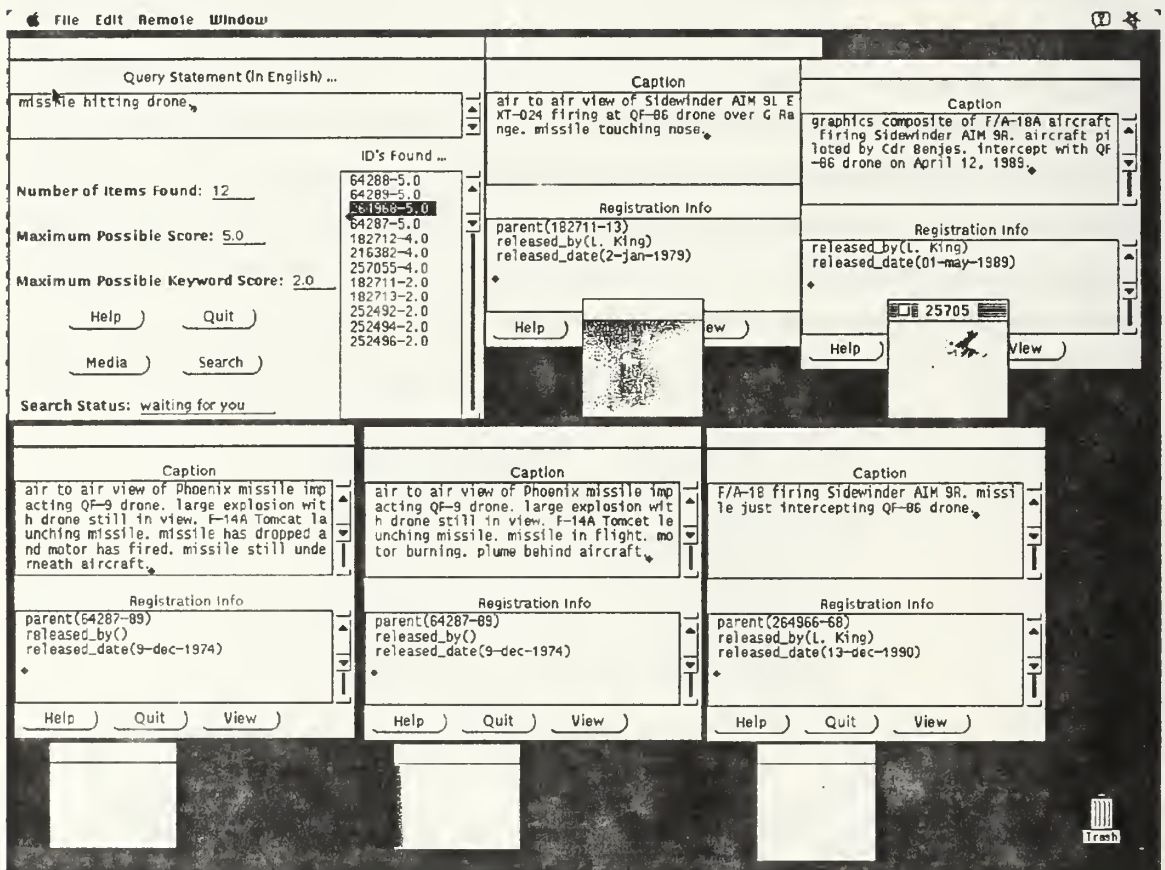 File Edit Remote Window
Query Statement (In English) ...
missile hitting drone.
ID's Found ...
64288-5.0
64289-5.0
264968-5.0
64287-5.0
182712-4.0
216382-4.0
257055-4.0
182711-2.0
182713-2.0
252492-2.0
252494-2.0
252496-2.0
Number of Items Found: 12
Maximum Possible Score: 5.0
Maximum Possible Keyword Score: 2.0
Help Quit
Media Search
Search Status: waiting for you
Caption
air to air view of Sidewinder AIM 9L E
XT-024 firing at QF-86 drone over G Ra
nge. missile touching nose.
Registration Info
parent(182711-13)
released_by(L. King)
released_date(2-jan-1979)
Help ew
Caption
graphics composite of F/A-18A aircraft
firing Sidewinder AIM 9R. aircraft pi
loted by Cdr Benjes. intercept with QF
-86 drone on April 12, 1989.
Registration Info
released_by(L. King)
released_date(01-may-1989)
25705
Help View
Caption
air to air view of Phoenix missile imp
acting QF-9 drone. large explosion wit
h drone still in view. F-14A Tomcat la
unching missile. missile has dropped a
nd motor has fired. missile still unde
rneath aircraft.
Registration Info
parent(64287-89)
released_by()
released_date(9-dec-1974)
Help Quit View
Caption
air to air view of Phoenix missile imp
acting QF-9 drone. large explosion wit
h drone still in view. F-14A Tomcet le
unching missile. missile in flight. mo
tor burning. plume behind aircraft.
Registration Info
parent(64287-89)
released_by()
released_date(9-dec-1974)
Help Quit View
Caption
F/A-18 firing Sidewinder AIM 9R. missi
le just intercepting QF-86 drone.
Registration Info
parent(264966-68)
released_by(L. King)
released_date(13-dec-1990)
Help Quit View
Trash